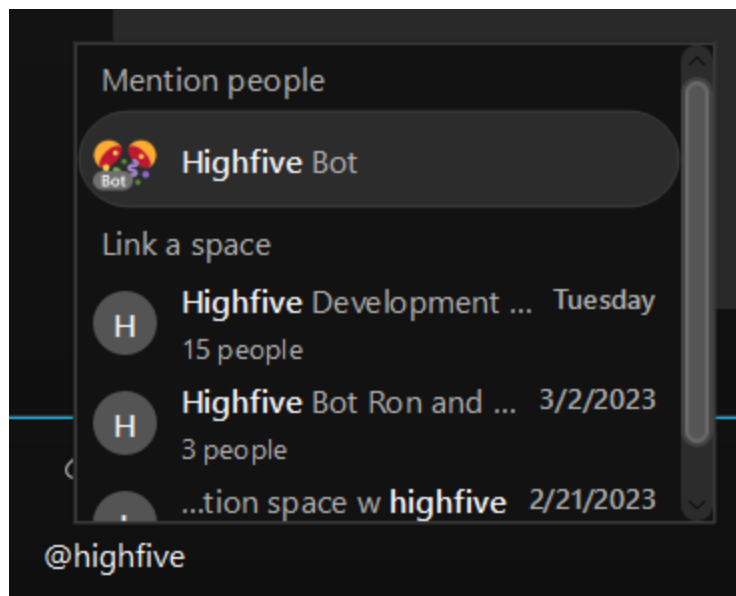 Mention people
Bot
Highfive Bot
Link a space
Highfive Development ... Tuesday
H
15 people
Highfive Bot Ron and ... 3/2/2023
H
3 people
...tion space w highfive 2/21/2023
@highfive